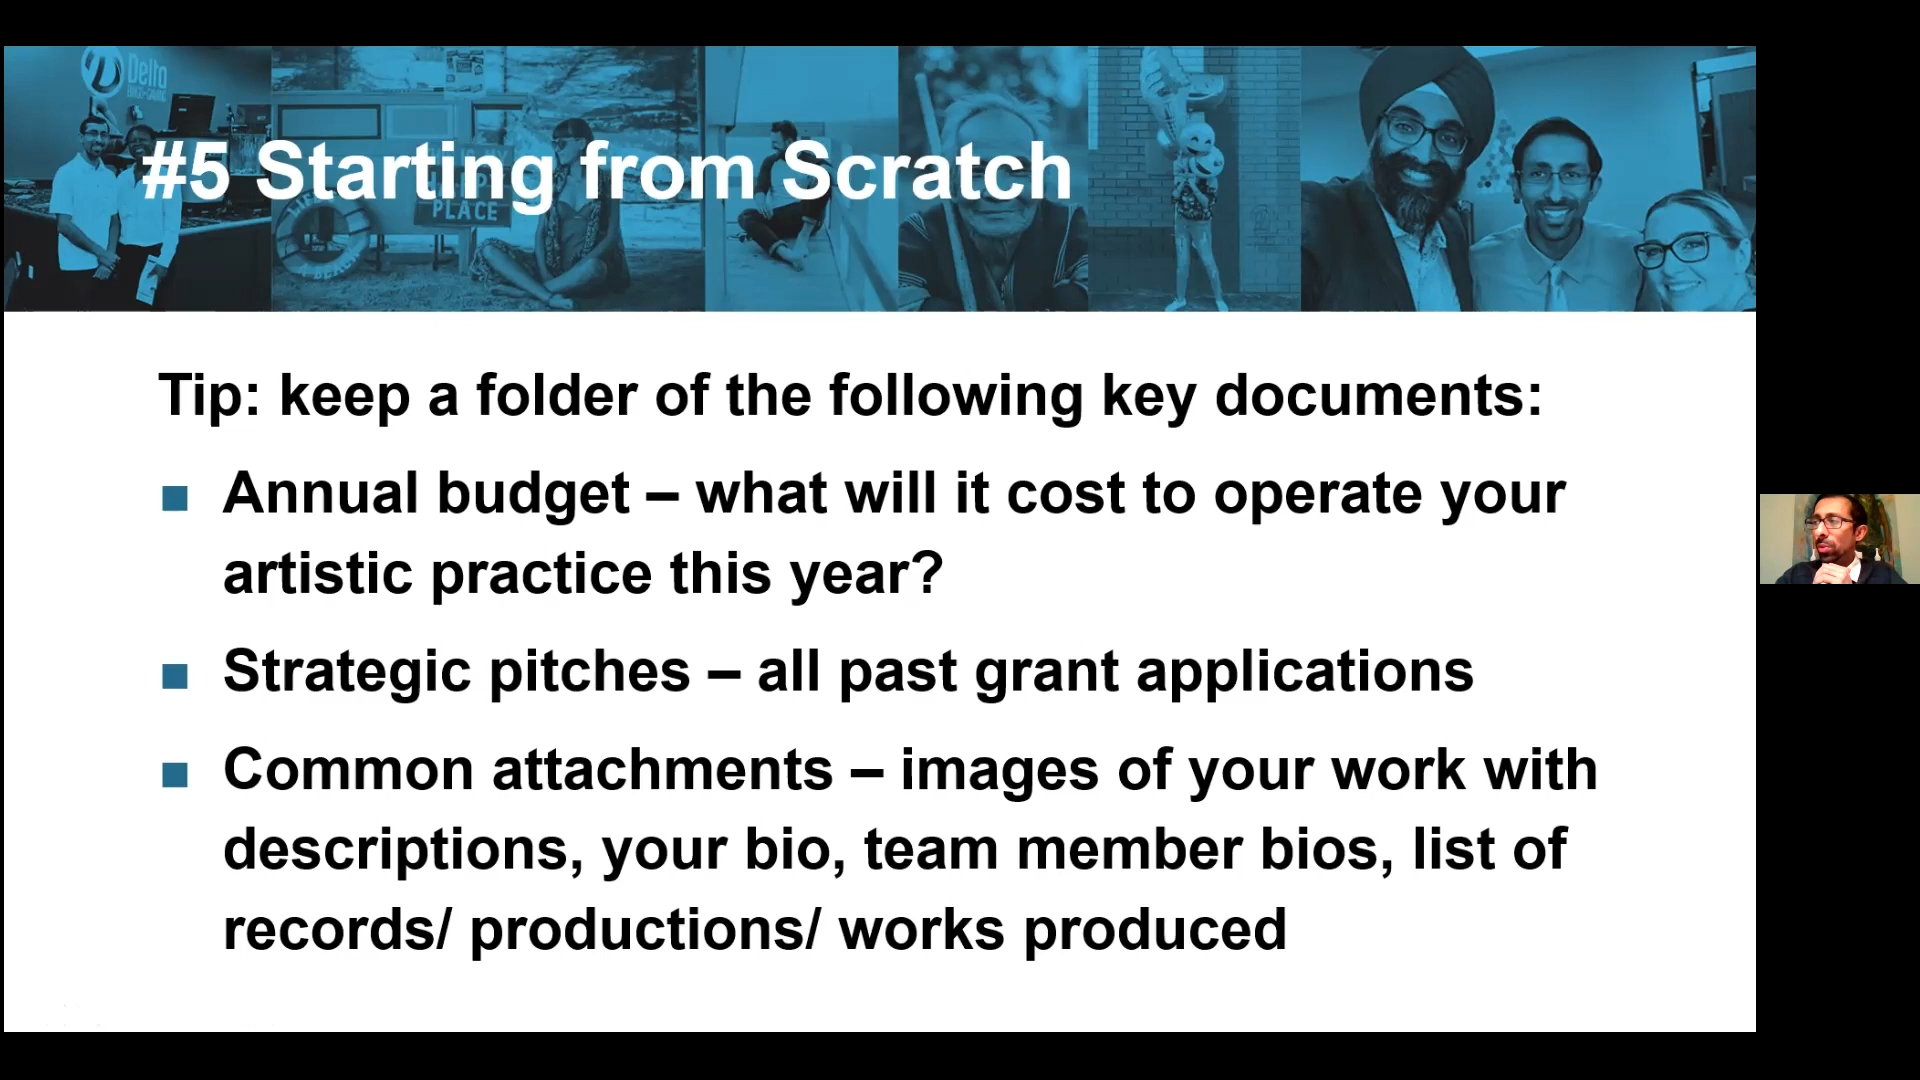 Delta
#5 Starting from Scratch
PLACE
Tip: keep a folder of the following key documents:
Annual budget – what will it cost to operate your
artistic practice this year?
Strategic pitches – all past grant applications
Common attachments – images of your work with
descriptions, your bio, team member bios, list of
records/ productions/ works produced